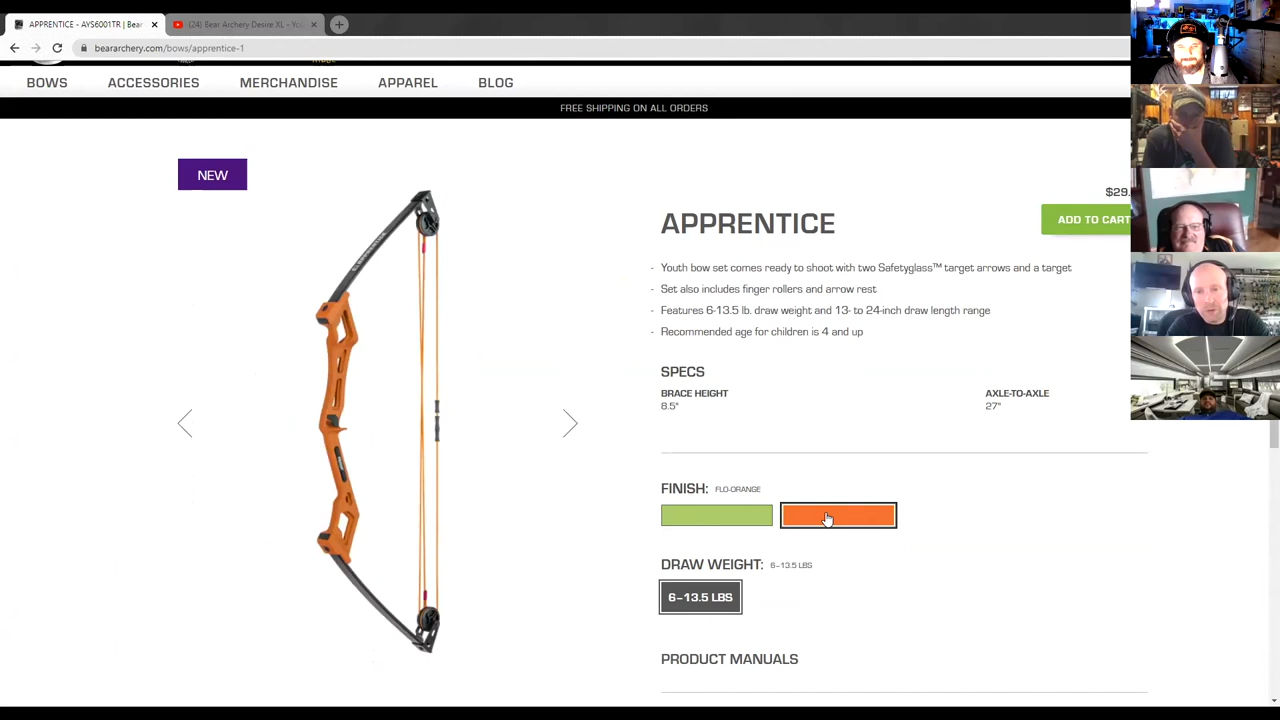 APPRENTICE - AYS6001TR | Bear
(24) Bear Archery Desire XL - Yo
beararchery.com/bows/apprentice-1
BOWS ACCESSORIES MERCHANDISE APPAREL BLOG
FREE SHIPPING ON ALL ORDERS
NEW
$29.
APPRENTICE
ADD TO CART
- Youth bow set comes ready to shoot with two Safetyglass™ target arrows and a target
- Set also includes finger rollers and arrow rest
- Features 6-13.5 lb. draw weight and 13- to 24-inch draw length range
- Recommended age for children is 4 and up
SPECS
BRACE HEIGHT AXLE-TO-AXLE
8.5" 27"
FINISH: FLO-ORANGE
DRAW WEIGHT: 6–13.5 LBS
6–13.5 LBS
PRODUCT MANUALS